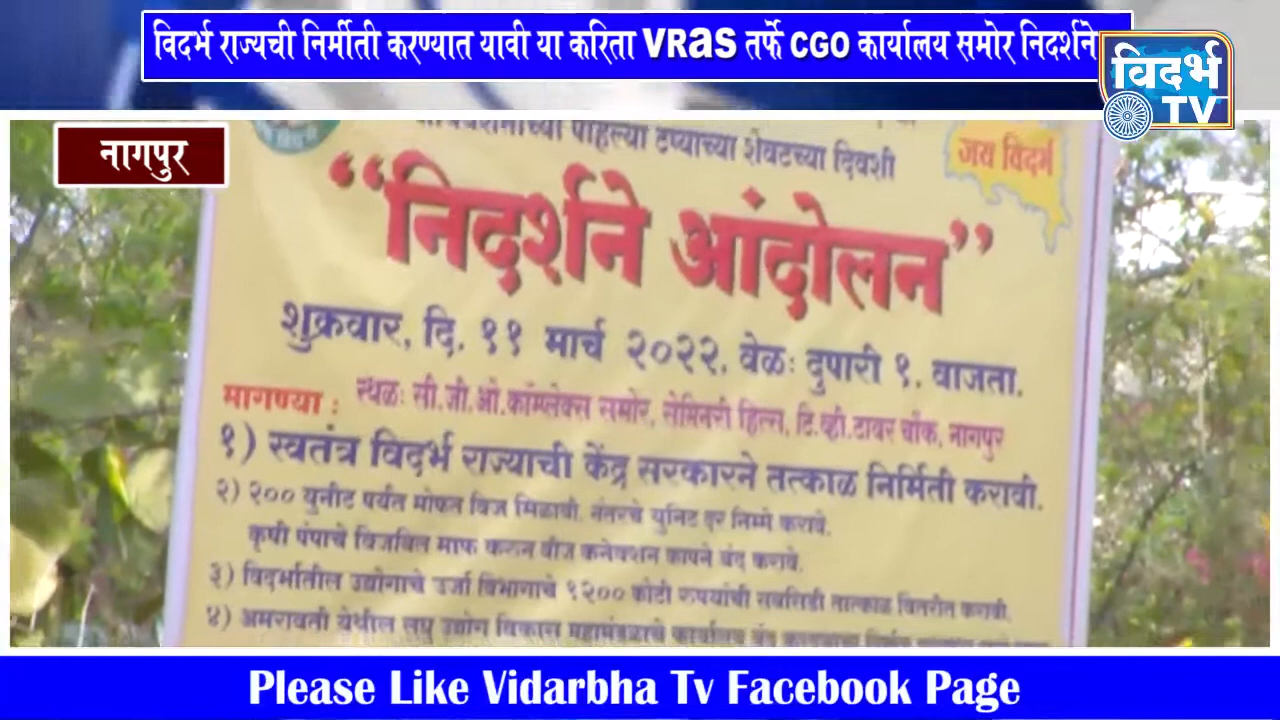 विदर्भ राज्यची निर्मीती करण्यात यावी या करिता VRAS तर्फे CGO कार्यालय समोर निदर्शने
विदर्भ
TV
नागपुर
पहिल्या टप्याच्या शेवटच्या दिवशी
जय विदर्भ
“निदर्शने आंदोलन”
शुक्रवार, दि. ११ मार्च २०२२, वेळः दुपारी १. वाजता.
मागण्या : स्थळः सी.जी.ओ.कॉम्प्लेक्स समोर, सेमिनरी हिल्स, टि.व्ही.टावर चौक, नागपुर
१) स्वतंत्र विदर्भ राज्याची केंद्र सरकारने तत्काळ निर्मिती करावी.
२) २०० युनीट पर्यंत मोफत विज मिळावी. नंतरचे युनिट दर निम्मे करावे.
कृषी पंपाचे विजबिल माफ करुन वीज कनेक्शन कापने बंद करावे.
३) विदर्भातील उद्योगाचे उर्जा विभागाचे १२०० कोटी रुपयांची सबसिडी तात्काळ वितरीत करावी.
४) अमरावती येथील लघु उद्योग विकास महामंडळाचे कार्यालय बंद
Please Like Vidarbha Tv Facebook Page